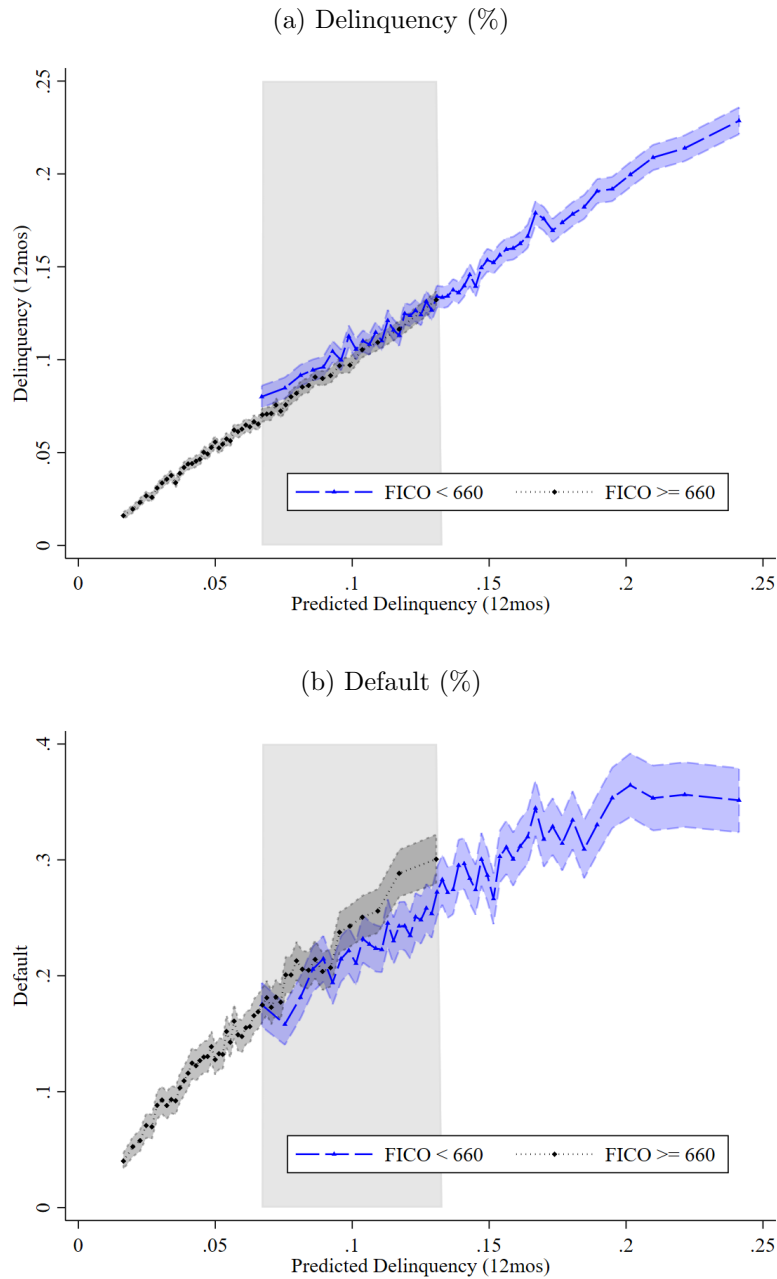 (a) Delinquency (%)
.25
.2
.15
.1
.05
0
Delinquency (12mos)
FICO < 660
FICO >= 660
0 .05 .1 .15 .2 .25
Predicted Delinquency (12mos)
(b) Default (%)
.4
.3
.2
.1
0
Default
FICO < 660
FICO >= 660
0 .05 .1 .15 .2 .25
Predicted Delinquency (12mos)